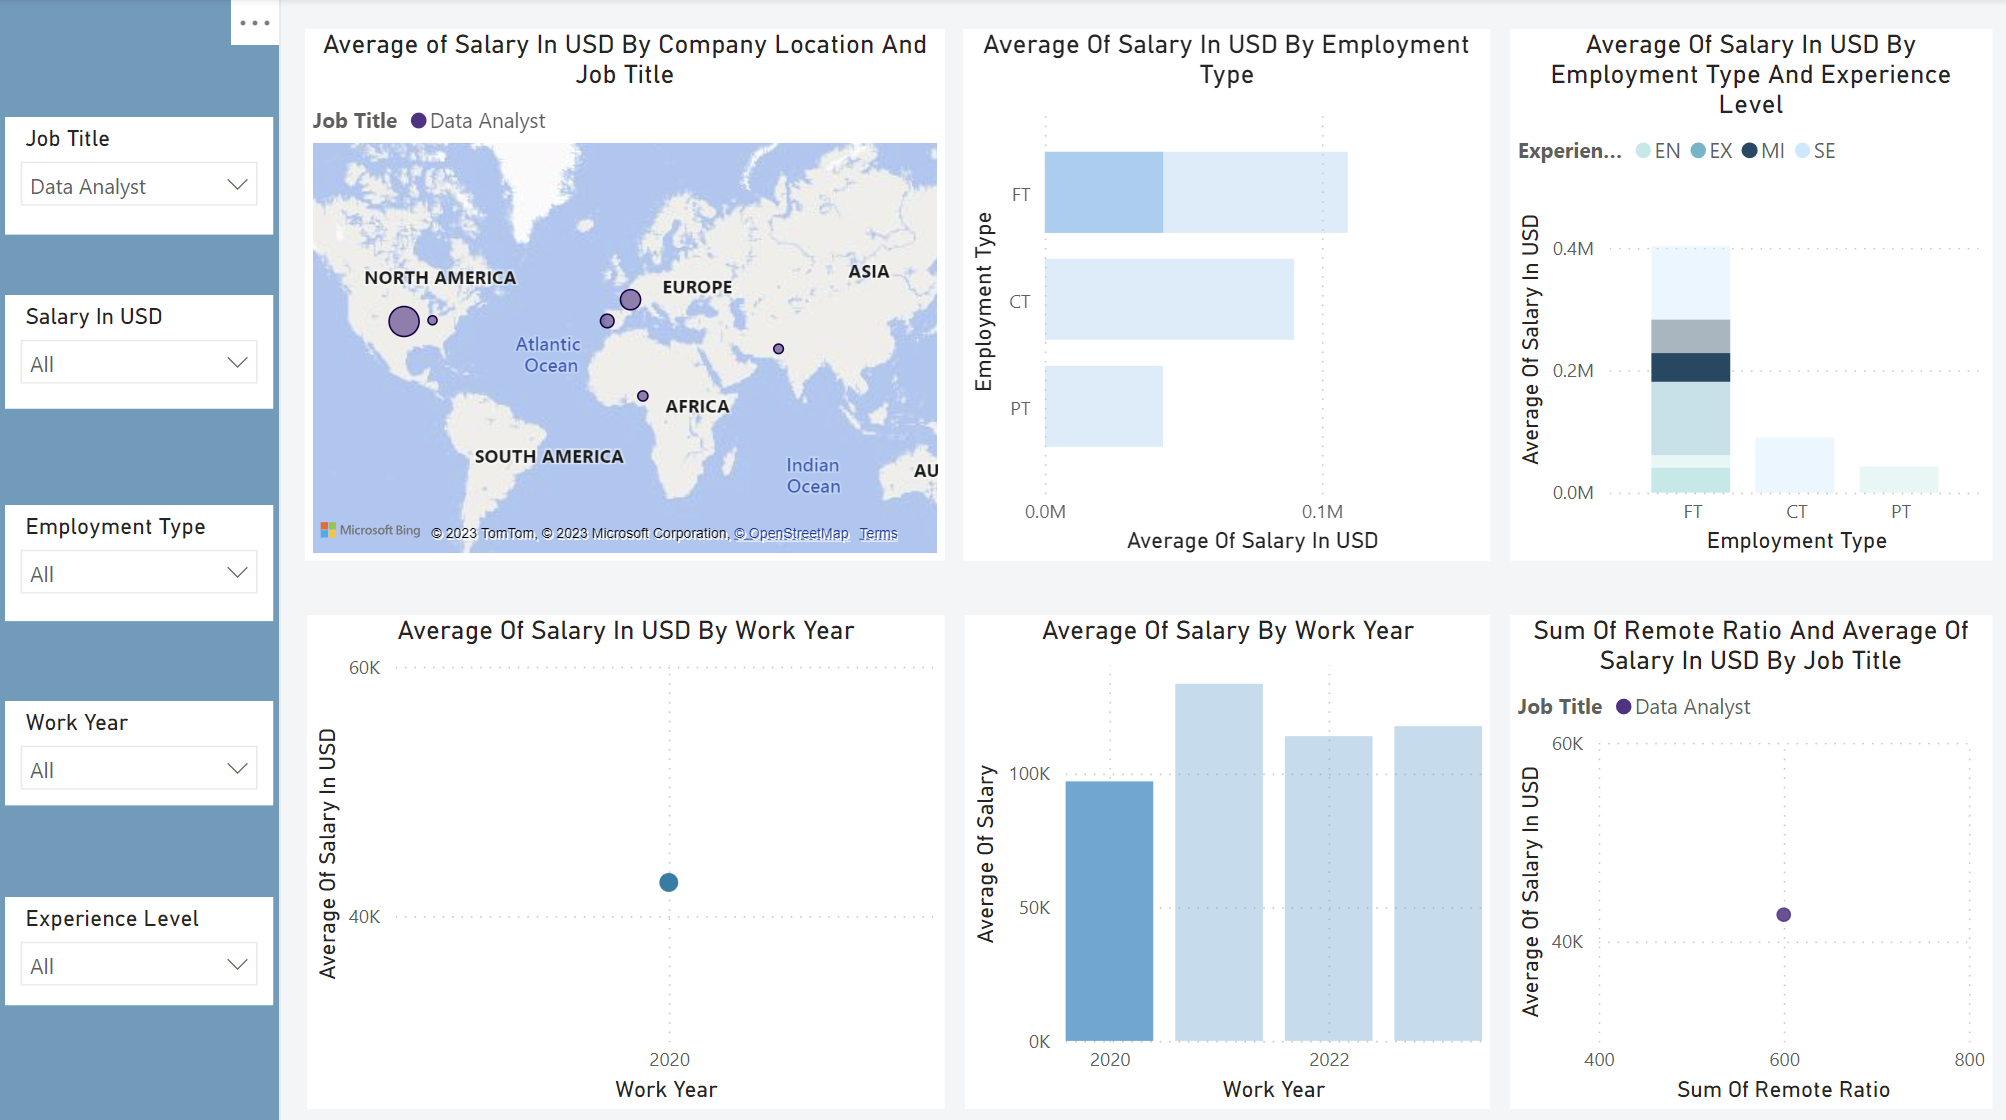 ...
Job Title
Data Analyst
Salary In USD
All
Employment Type
All
Work Year
All
Experience Level
All
Average of Salary In USD By Company Location And
Job Title
Job Title Data Analyst
NORTH AMERICA
EUROPE
ASIA
Atlantic
Ocean
AFRICA
SOUTH AMERICA
Indian
Ocean
AU
Microsoft Bing © 2023 TomTom, © 2023 Microsoft Corporation, © OpenStreetMap Terms
Average Of Salary In USD By Employment
Type
Employment Type
FT
CT
PT
0.0M 0.1M
Average Of Salary In USD
Average Of Salary In USD By
Employment Type And Experience
Level
Experien... EN EX MI SE
Average Of Salary In USD
0.4M
0.2M
0.0M
FT CT PT
Employment Type
Average Of Salary In USD By Work Year
Average Of Salary In USD
60K
40K
2020
Work Year
Average Of Salary By Work Year
Average Of Salary
100K
50K
0K
2020 2022
Work Year
Sum Of Remote Ratio And Average Of
Salary In USD By Job Title
Job Title Data Analyst
Average Of Salary In USD
60K
40K
400 600 800
Sum Of Remote Ratio